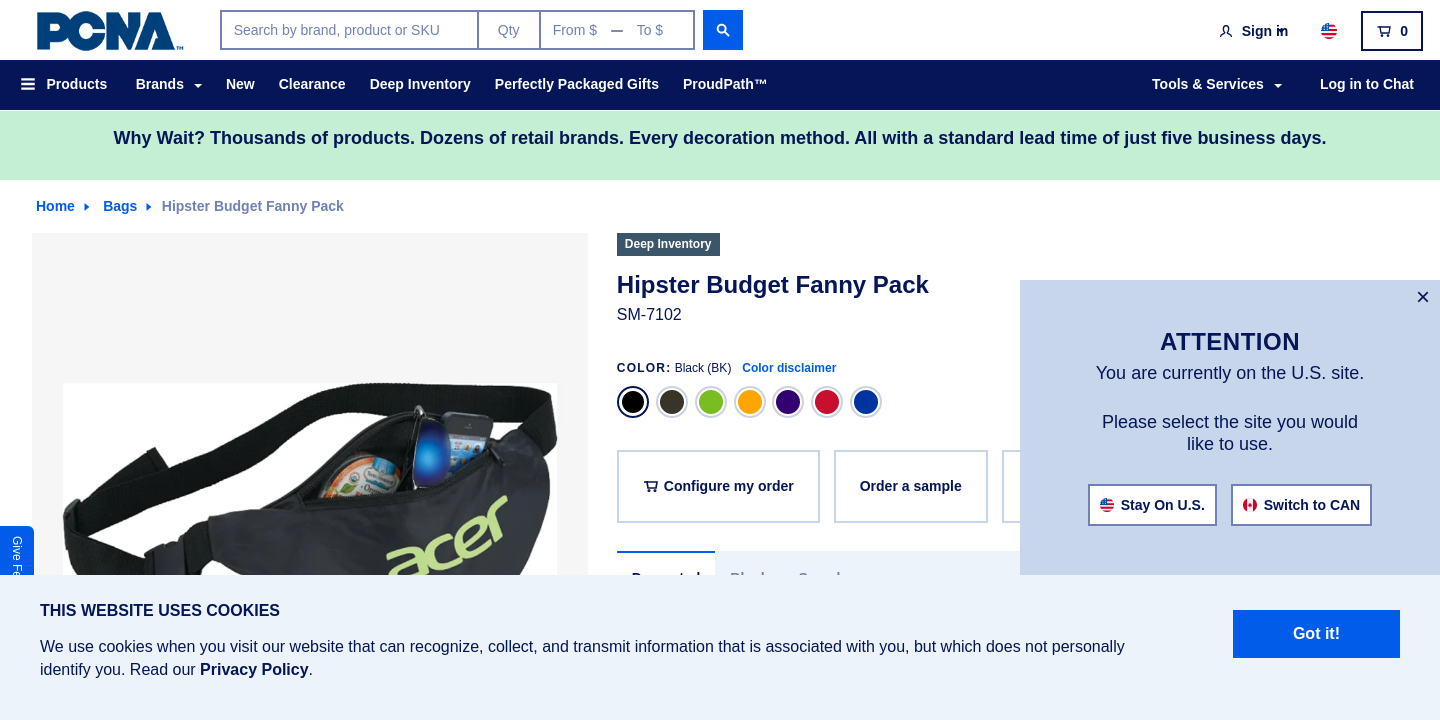 PCNA™
Search by brand, product or SKU
Qty
From $ — To $
Sign in
0
Products
Brands
New
Clearance
Deep Inventory
Perfectly Packaged Gifts
ProudPath™
Tools & Services
Log in to Chat
Why Wait? Thousands of products. Dozens of retail brands. Every decoration method. All with a standard lead time of just five business days.
Home
Bags
Hipster Budget Fanny Pack
Deep Inventory
Hipster Budget Fanny Pack
SM-7102
COLOR: Black (BK) Color disclaimer
Configure my order
Order a sample
acer
Give Fe
×
ATTENTION
You are currently on the U.S. site.
Please select the site you would
like to use.
Stay On U.S.
Switch to CAN
THIS WEBSITE USES COOKIES
We use cookies when you visit our website that can recognize, collect, and transmit information that is associated with you, but which does not personally
identify you. Read our Privacy Policy.
Got it!